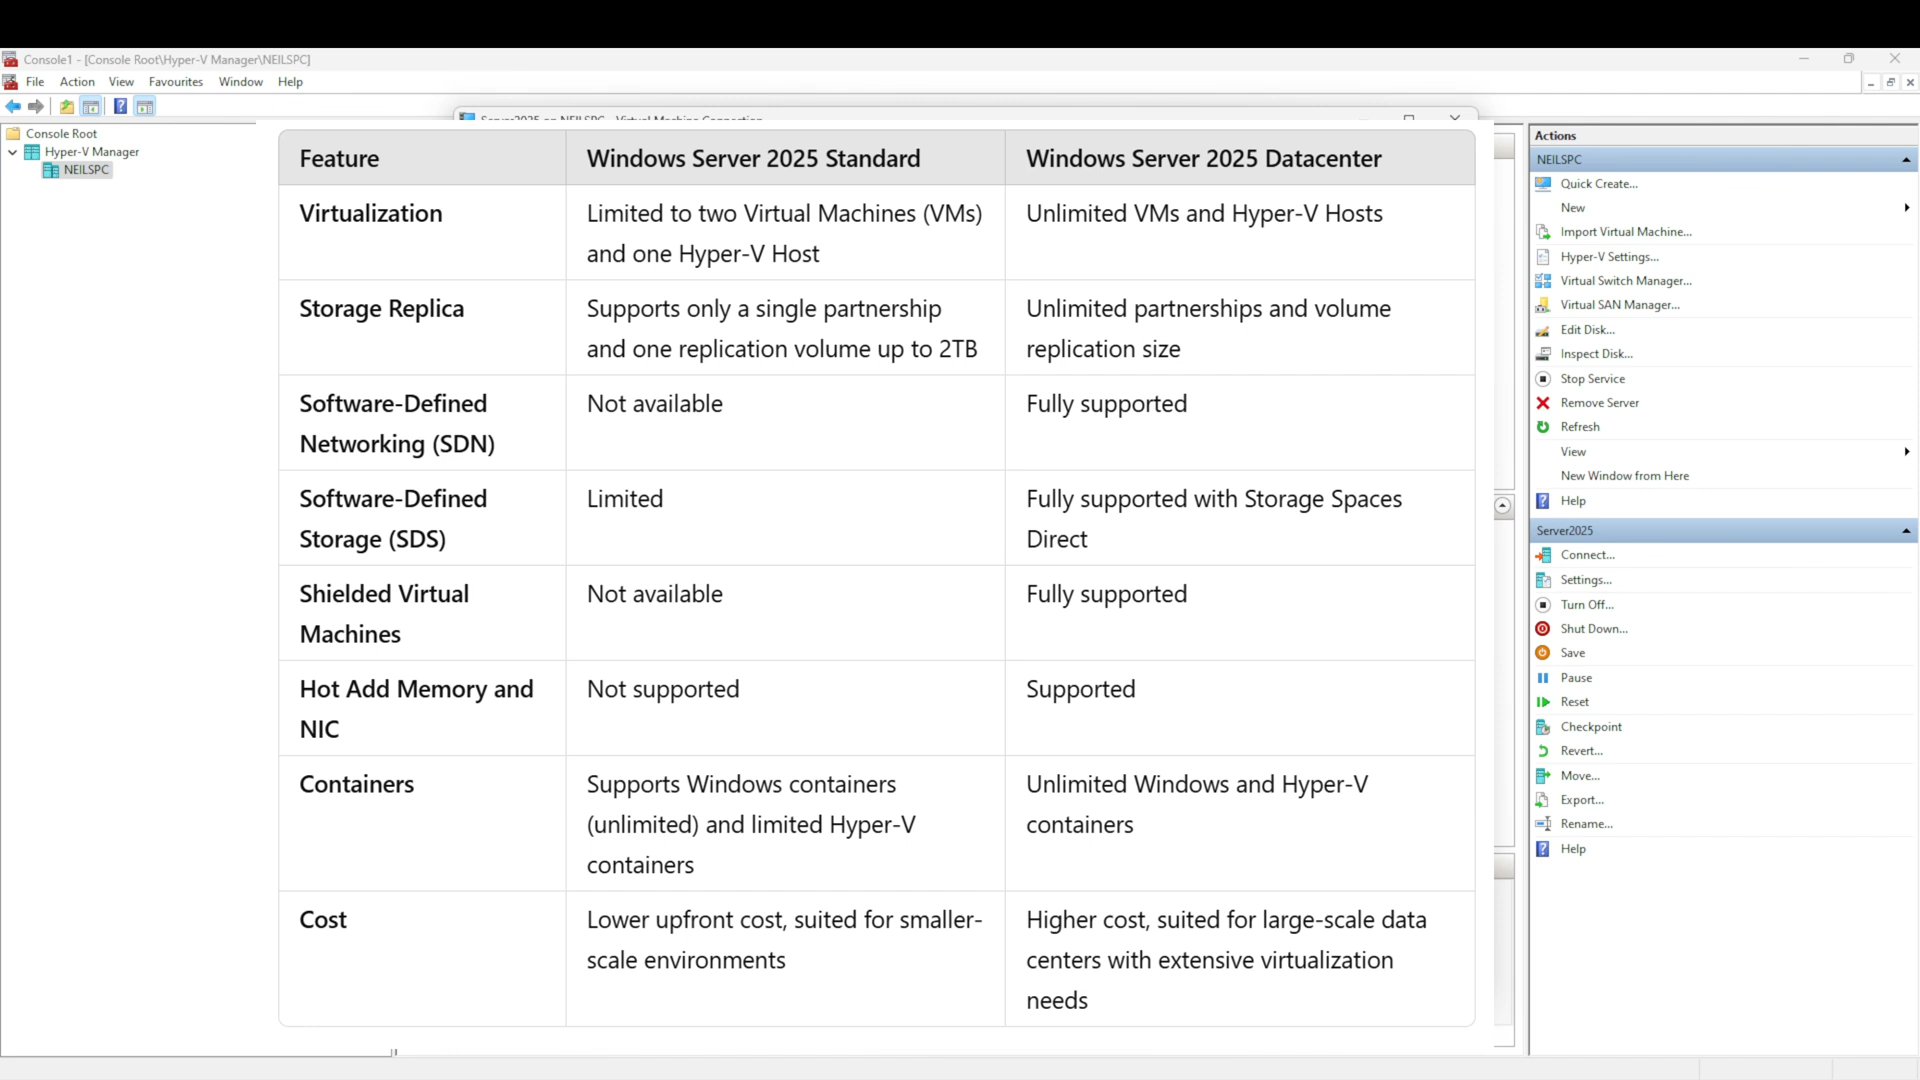 Console1 - [Console Root\Hyper-V Manager\NEILSPC]
File Action View Favourites Window Help
Console Root
Hyper-V Manager
NEILSPC
Server2025 on NEILSPC - Virtual Machine Connection
Feature Windows Server 2025 Standard Windows Server 2025 Datacenter
Virtualization
Limited to two Virtual Machines (VMs)
and one Hyper-V Host
Unlimited VMs and Hyper-V Hosts
Storage Replica
Supports only a single partnership
and one replication volume up to 2TB
Unlimited partnerships and volume
replication size
Software-Defined
Networking (SDN)
Not available
Fully supported
Software-Defined
Storage (SDS)
Limited
Fully supported with Storage Spaces
Direct
Shielded Virtual
Machines
Not available
Fully supported
Hot Add Memory and
NIC
Not supported
Supported
Containers
Supports Windows containers
(unlimited) and limited Hyper-V
containers
Unlimited Windows and Hyper-V
containers
Cost
Lower upfront cost, suited for smaller-
scale environments
Higher cost, suited for large-scale data
centers with extensive virtualization
needs
Actions
NEILSPC
Quick Create...
New
Import Virtual Machine...
Hyper-V Settings...
Virtual Switch Manager...
Virtual SAN Manager...
Edit Disk...
Inspect Disk...
Stop Service
Remove Server
Refresh
View
New Window from Here
Help
Server2025
Connect...
Settings...
Turn Off...
Shut Down...
Save
Pause
Reset
Checkpoint
Revert...
Move...
Export...
Rename...
Help